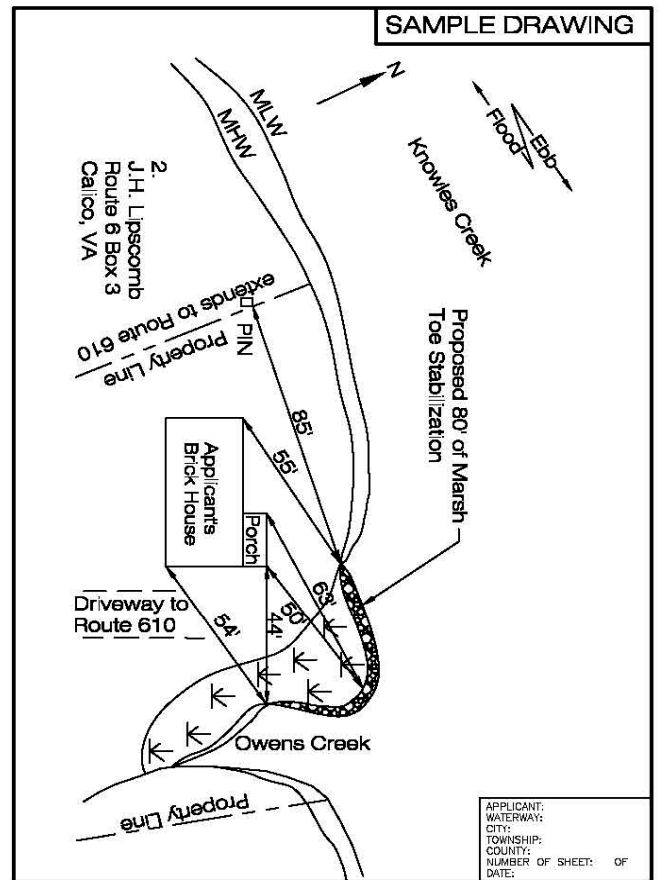 SAMPLE DRAWING
N
MLW
MHW
Flood
Ebb
Knowles Creek
2.
J.H. Lipscomb
Route 6 Box 3
Calico, VA
extends to Route 610
Property Line
PIN
Proposed 80' of Marsh
Toe Stabilization
85'
55'
Applicant's
Brick House
Porch
63'
50'
44'
54'
Driveway to
Route 610
Owens Creek
Property Line
APPLICANT:
WATERWAY:
CITY:
TOWNSHIP:
COUNTY:
NUMBER OF SHEET: OF
DATE: